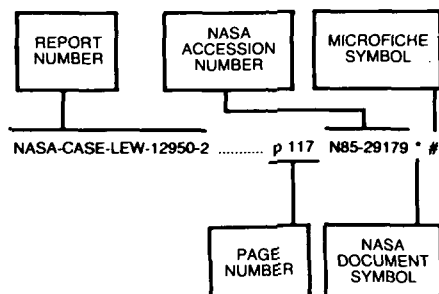 REPORT
NUMBER
NASA
ACCESSION
NUMBER
MICROFICHE
SYMBOL
NASA-CASE-LEW-12950-2 ........... p 117 N85-29179 * #
PAGE
NUMBER
NASA
DOCUMENT
SYMBOL